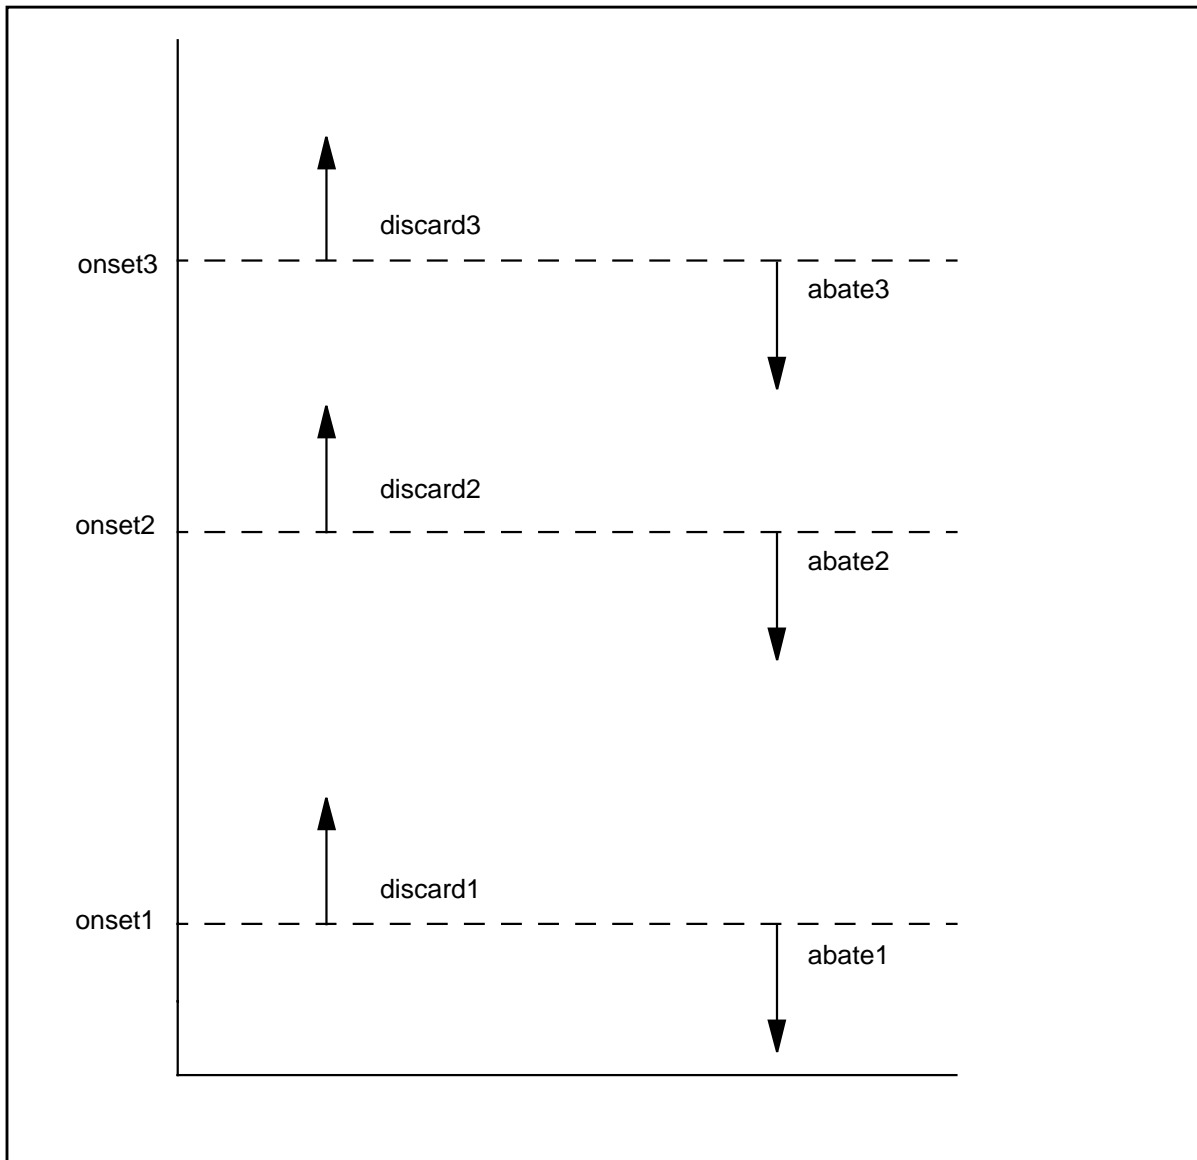 discard3
onset3
abate3
discard2
onset2
abate2
discard1
onset1
abate1